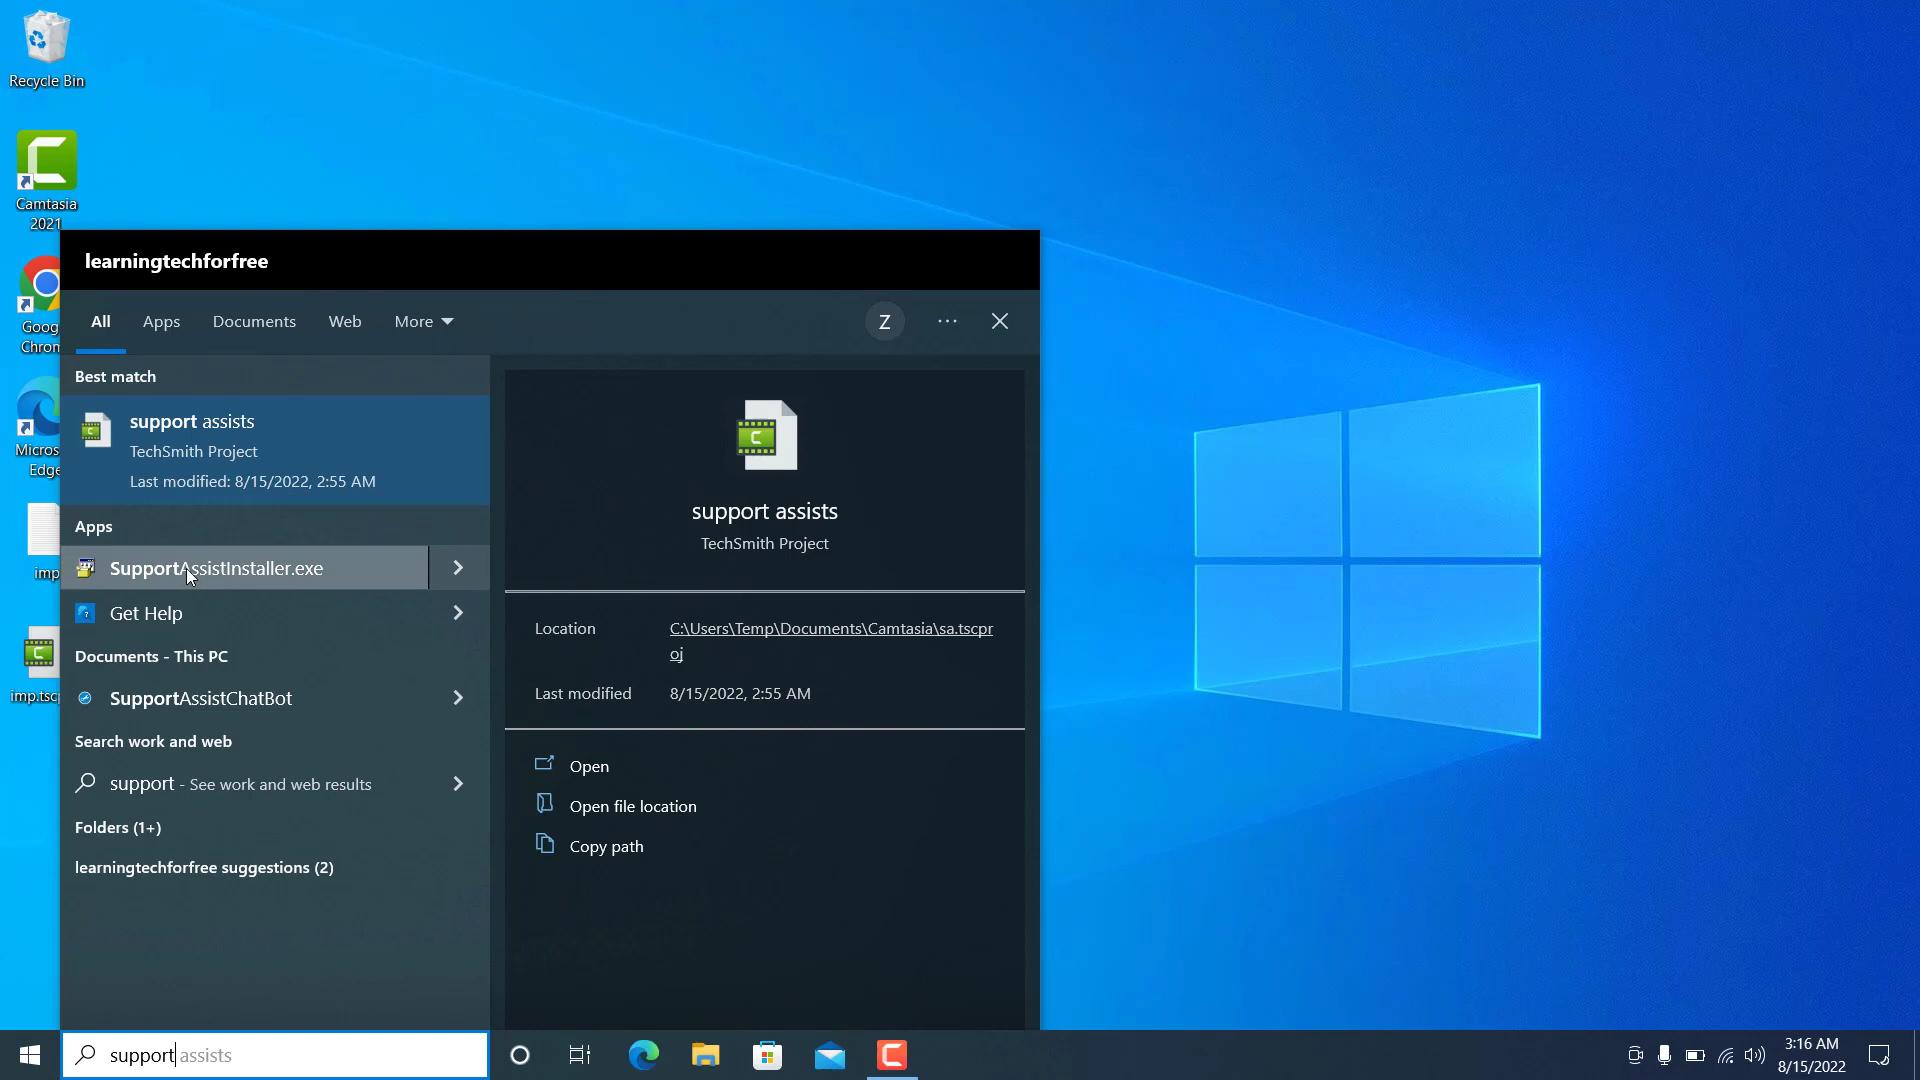 Recycle Bin
Camtasia
2021
Goog
Chrom
Micros
Edge
imp
imp.tscp
learningtechforfree
All
Apps
Documents
Web
More
Z
Best match
support assists
TechSmith Project
Last modified: 8/15/2022, 2:55 AM
Apps
SupportAssistInstaller.exe
Get Help
Documents - This PC
SupportAssistChatBot
Search work and web
support - See work and web results
Folders (1+)
learningtechforfree suggestions (2)
support assists
TechSmith Project
Location
C:\Users\Temp\Documents\Camtasia\sa.tscpr
oj
Last modified
8/15/2022, 2:55 AM
Open
Open file location
Copy path
support assists
3:16 AM
8/15/2022